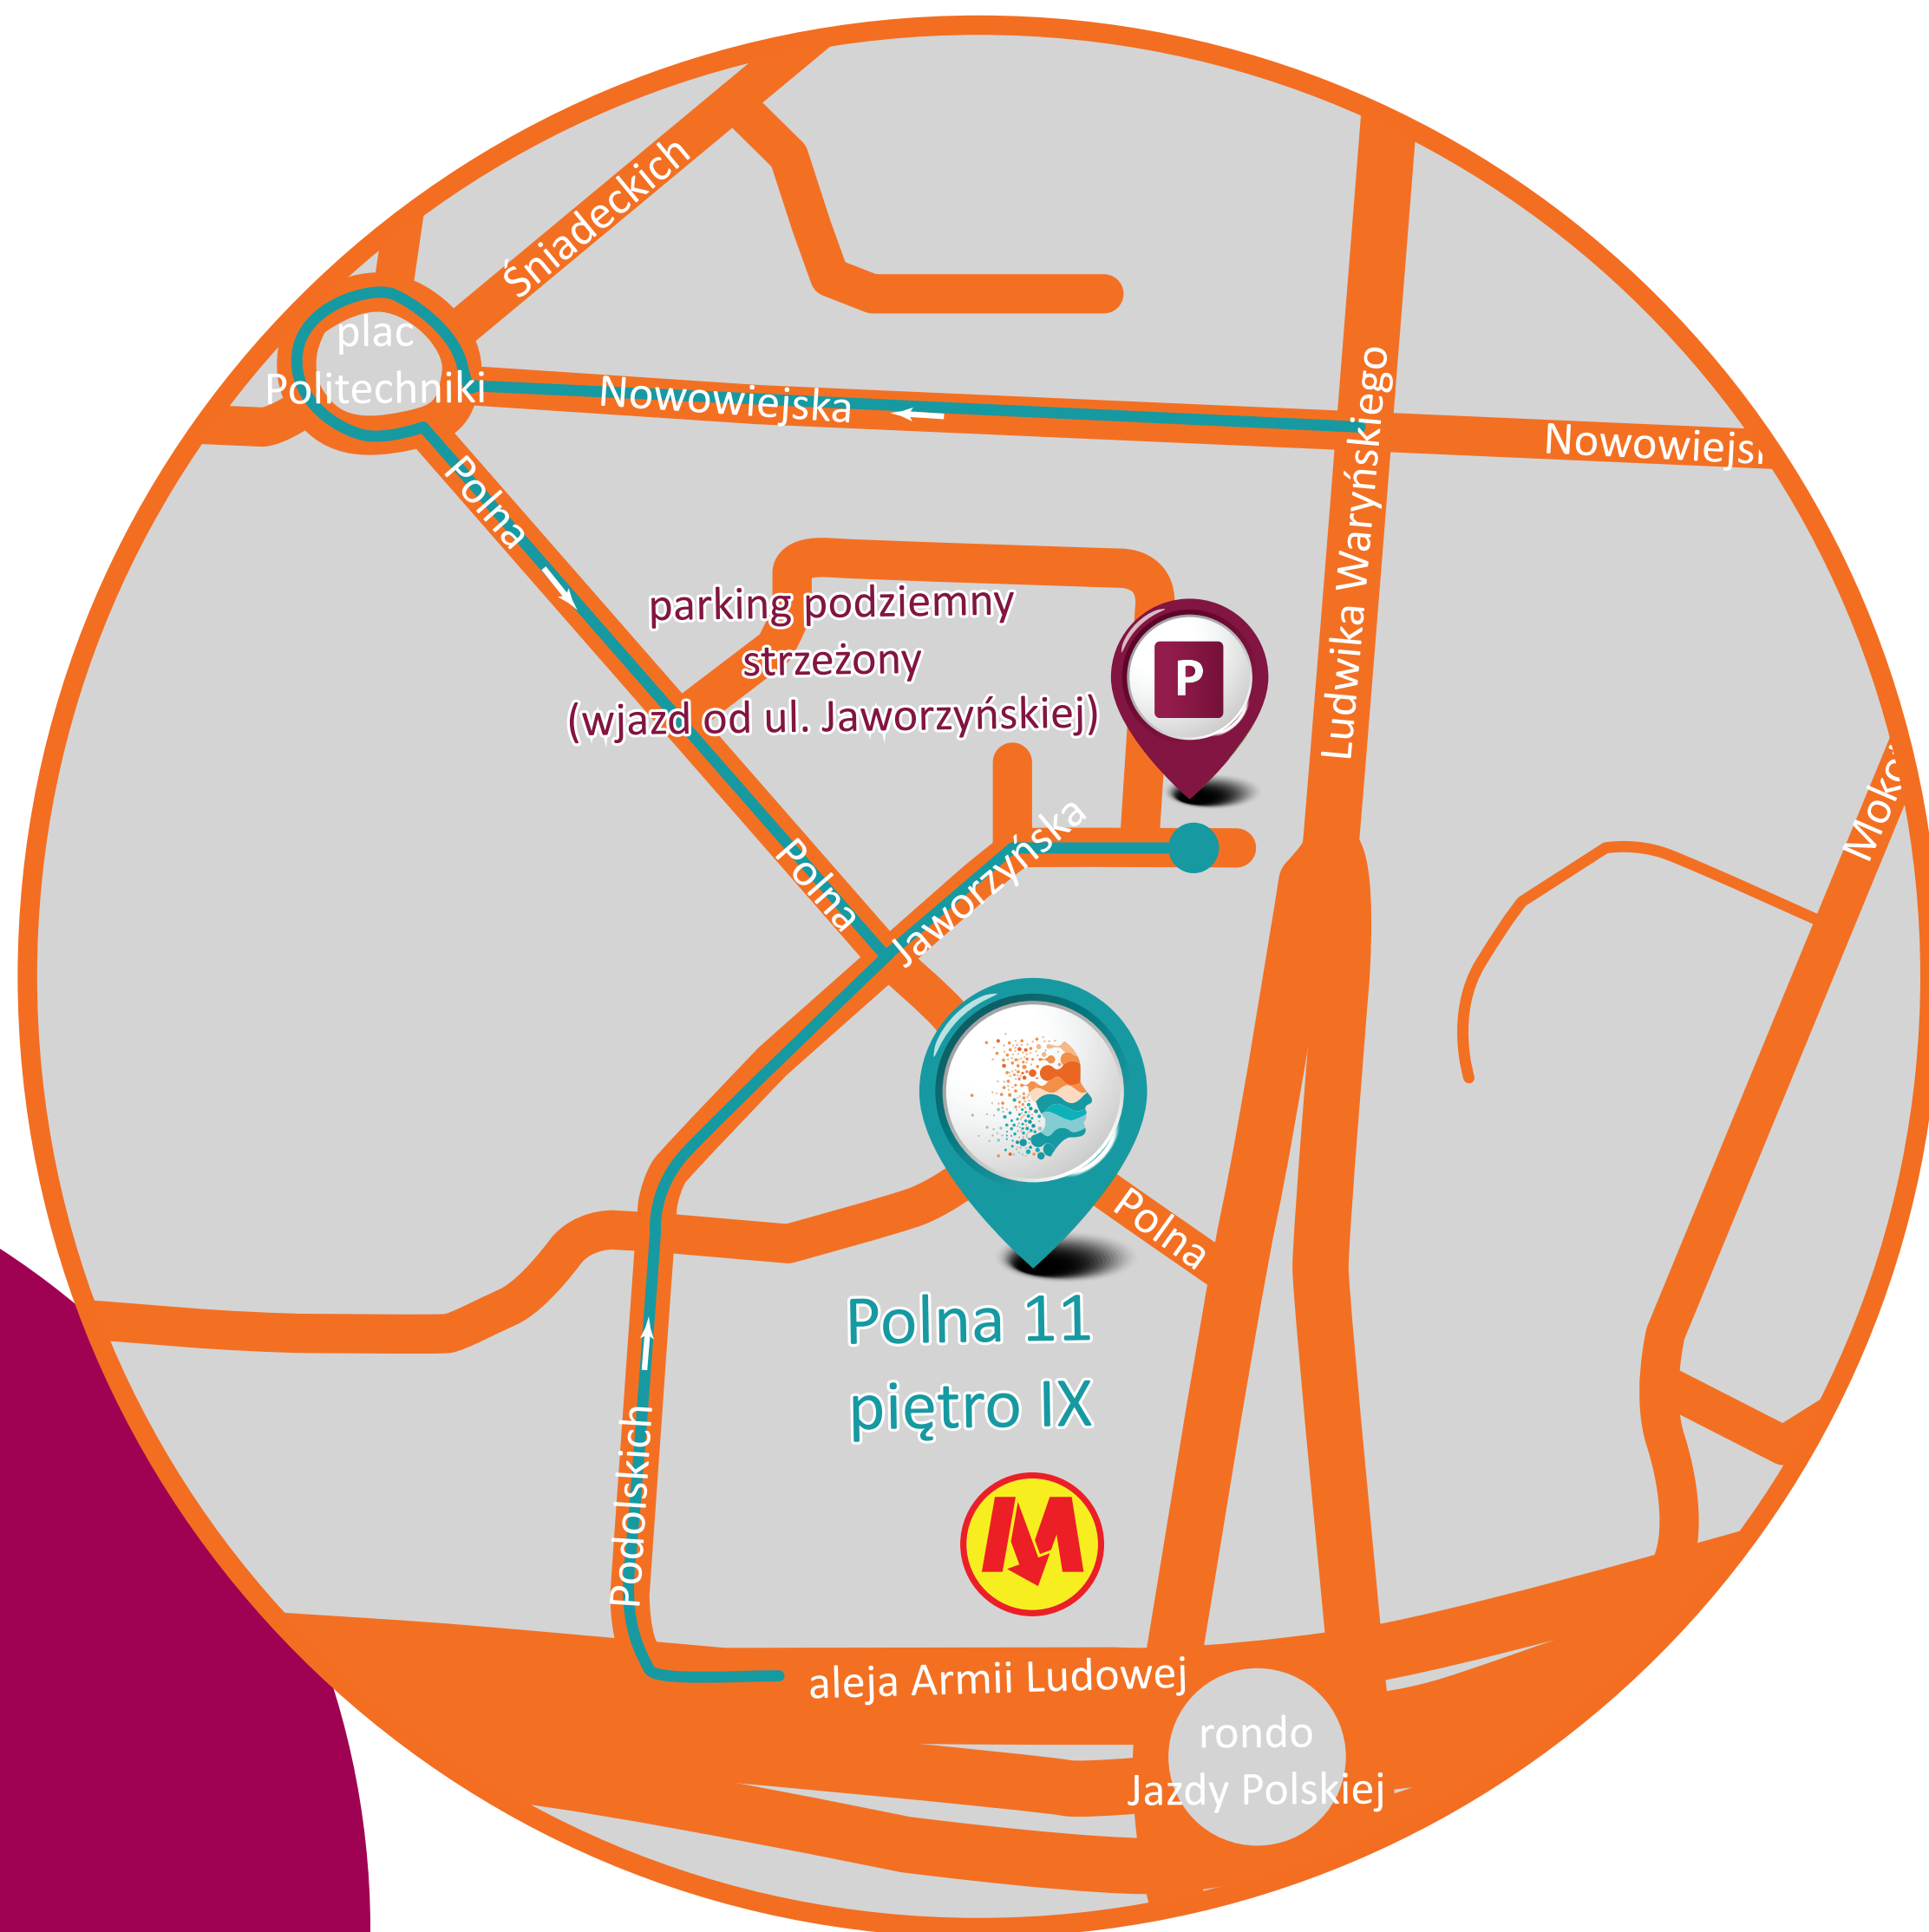 Śniadeckich
plac
Politechniki
Nowowiejska
Nowowiejs
Ludwika Waryńskiego
Polna
parking podziemny
strzeżony
(wjazd od ul. Jaworzyńskiej)
P
Polna
Jaworzyńska
Polna
Polna 11
piętro IX
M
Podolskich
aleja Armii Ludowej
rondo
Jazdy Polskiej